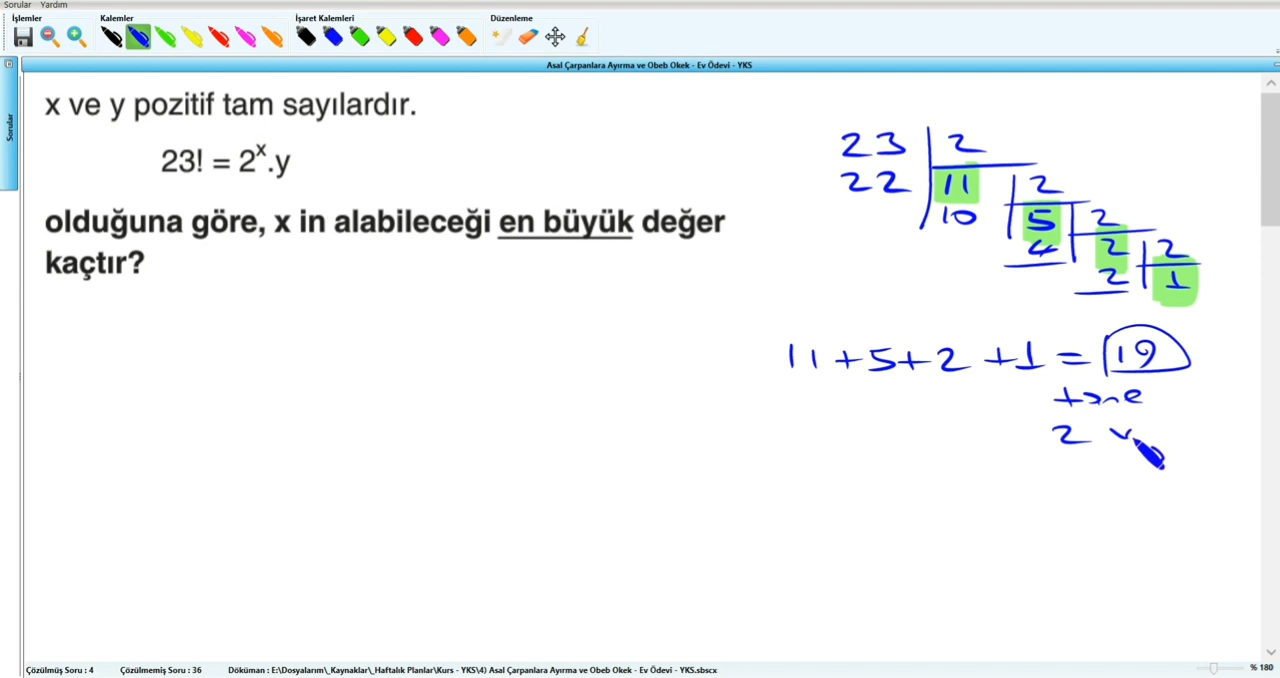 Sorular Yardım
İşlemler Kalemler İşaret Kalemleri Düzenleme
Asal Çarpanlara Ayırma ve Obeb Okek - Ev Ödevi - YKS
Sorular
x ve y pozitif tam sayılardır.
23! = 2^x.y
olduğuna göre, x in alabileceği en büyük değer
kaçtır?
23 2
22 11 2
10 5 2
4 2 2
2 1
11 + 5 + 2 + 1 = 19
tane
2 v
Çözülmüş Soru : 4 Çözülmemiş Soru : 36 Döküman : E:\Dosyalarım\_Kaynaklar\_Haftalık Planlar\Kurs - YKS\4) Asal Çarpanlara Ayırma ve Obeb Okek - Ev Ödevi - YKS.sbscx % 180